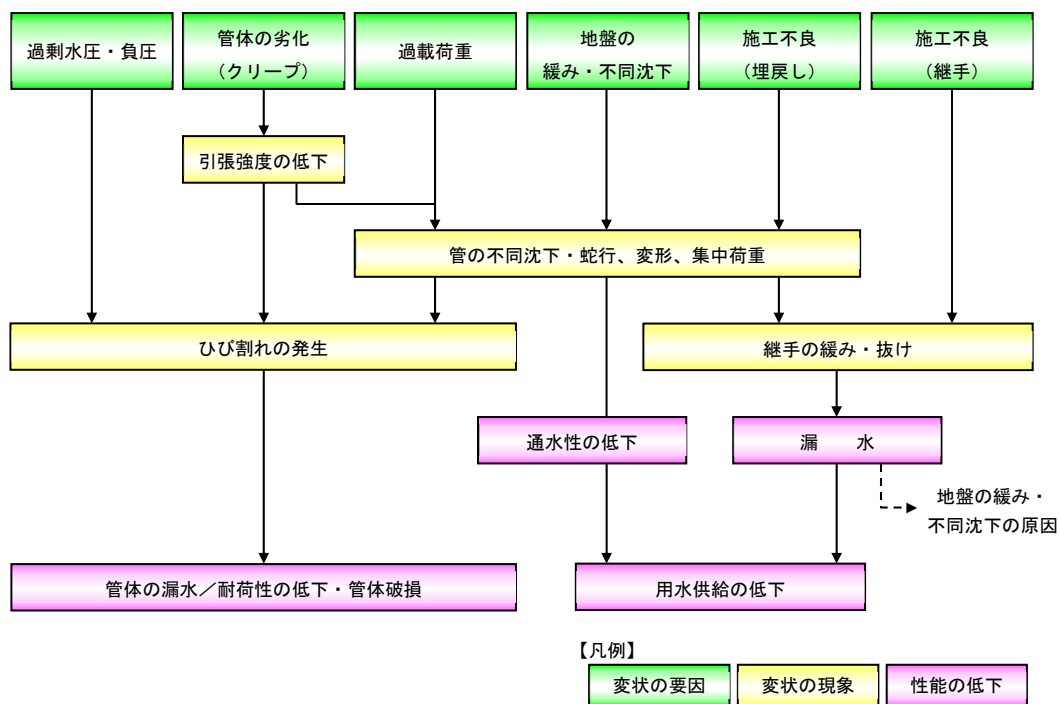 過剰水圧・負圧
管体の劣化
（クリープ）
過載荷重
地盤の
緩み・不同沈下
施工不良
（埋戻し）
施工不良
（継手）
引張強度の低下
管の不同沈下・蛇行、変形、集中荷重
ひび割れの発生
継手の緩み・抜け
通水性の低下
漏　　水
地盤の緩み・
不同沈下の原因
管体の漏水／耐荷性の低下・管体破損
用水供給の低下
【凡例】
変状の要因
変状の現象
性能の低下